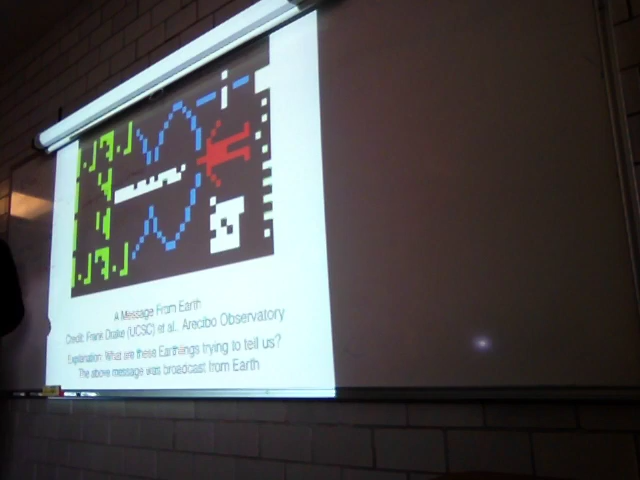 A Message From Earth
Credit: Frank Drake (UCSC) et al., Arecibo Observatory
Explanation: What are these Earthlings trying to tell us?
The above message was broadcast from Earth